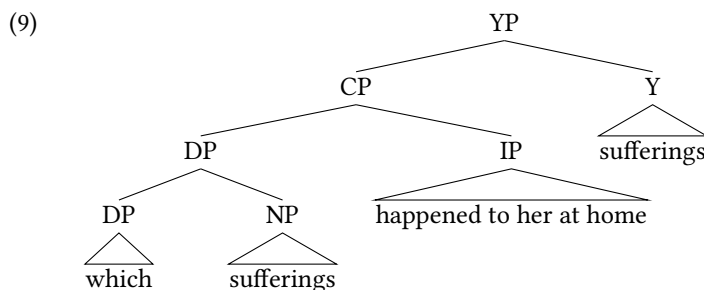 (9) YP
CP Y
DP IP sufferings
DP NP happened to her at home
which sufferings